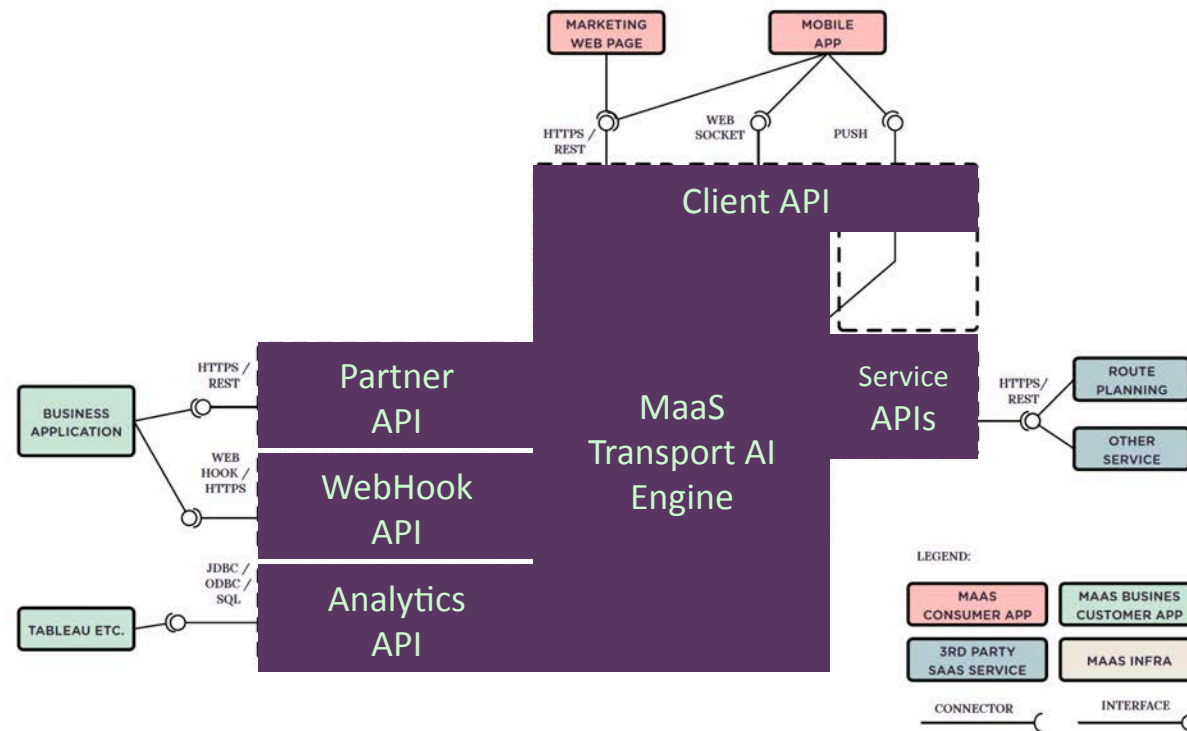 MARKETING
WEB PAGE
MOBILE
APP
HTTPS /
REST
WEB
SOCKET
PUSH
Client API
HTTPS /
REST
Partner
API
BUSINESS
APPLICATION
WEB
HOOK /
HTTPS
WebHook
API
JDBC /
ODBC /
SQL
Analytics
API
TABLEAU ETC.
MaaS
Transport AI
Engine
Service
APIs
HTTPS/
REST
ROUTE
PLANNING
OTHER
SERVICE
LEGEND:
MAAS
CONSUMER APP
MAAS BUSINES
CUSTOMER APP
3RD PARTY
SAAS SERVICE
MAAS INFRA
CONNECTOR
INTERFACE